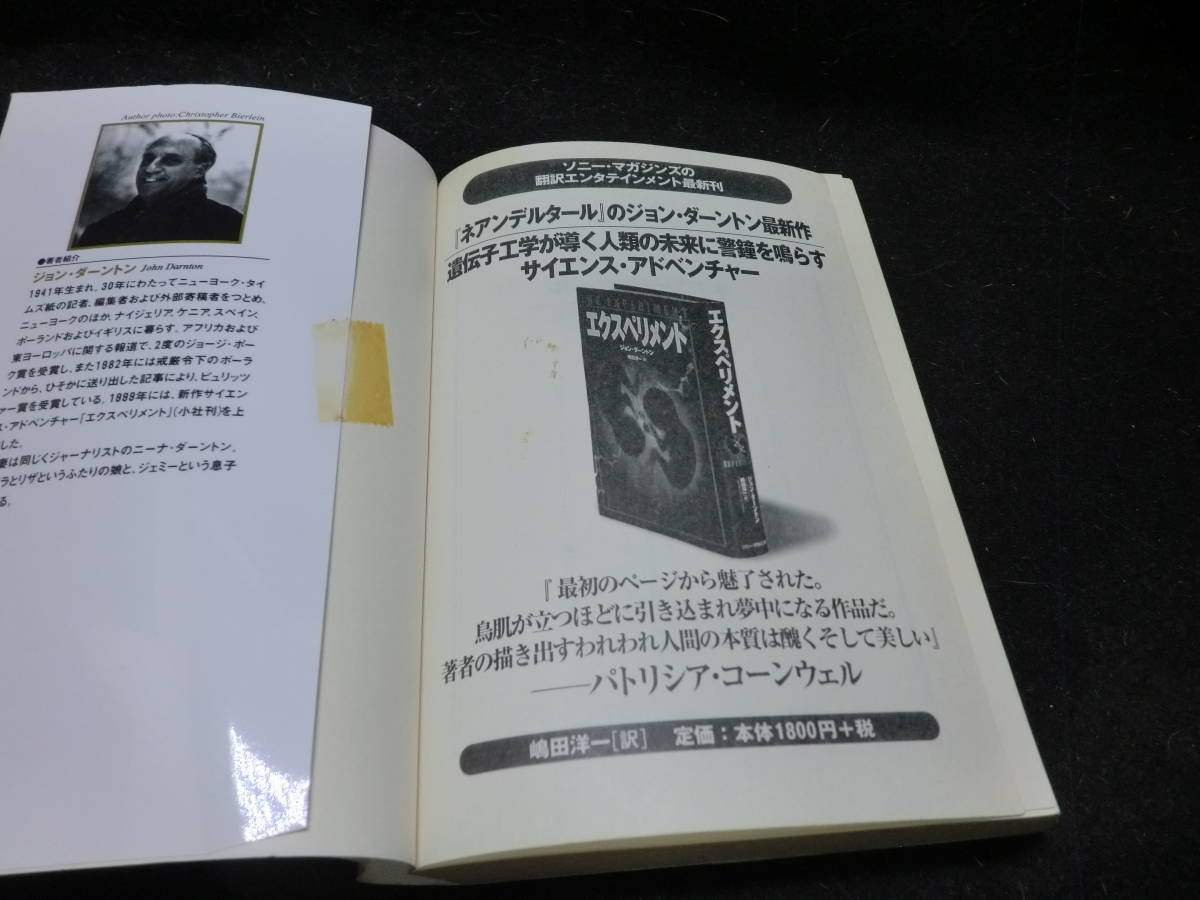 Author photo:Christopher Bierlein
●著者紹介
ジョン・ダーントン John Darnton
1941年生まれ。30年にわたってニューヨーク・タイ
ムズ紙の記者、編集者および外部寄稿者をつとめ、
ニューヨークのほか、ナイジェリア、ケニア、スペイン、
ポーランドおよびイギリスに暮らす。アフリカおよび
東ヨーロッパに関する報道で、2度のジョージ・ポー
ク賞を受賞し、また1982年には戒厳令下のポーラ
ンドから、ひそかに送り出した記事により、ピュリッツ
ァー賞を受賞している。1999年には、新作サイエン
ス・アドベンチャー『エクスペリメント』(小社刊)を上
した。
妻は同じくジャーナリストのニーナ・ダーントン。
ラとリザというふたりの娘と、ジェミーという息子
る。
ソニー・マガジンズの
翻訳エンタテインメント最新刊
『ネアンデルタール』のジョン・ダーントン最新作
遺伝子工学が導く人類の未来に警鐘を鳴らす
サイエンス・アドベンチャー
エクスペリメント
ジョン・ダーントン
エクスペリメント
ジョン・ダーントン
『最初のページから魅了された。
鳥肌が立つほどに引き込まれ夢中になる作品だ。
著者の描き出すわれわれ人間の本質は醜くそして美しい』
――パトリシア・コーンウェル
嶋田洋一[訳] 定価：本体1800円+税